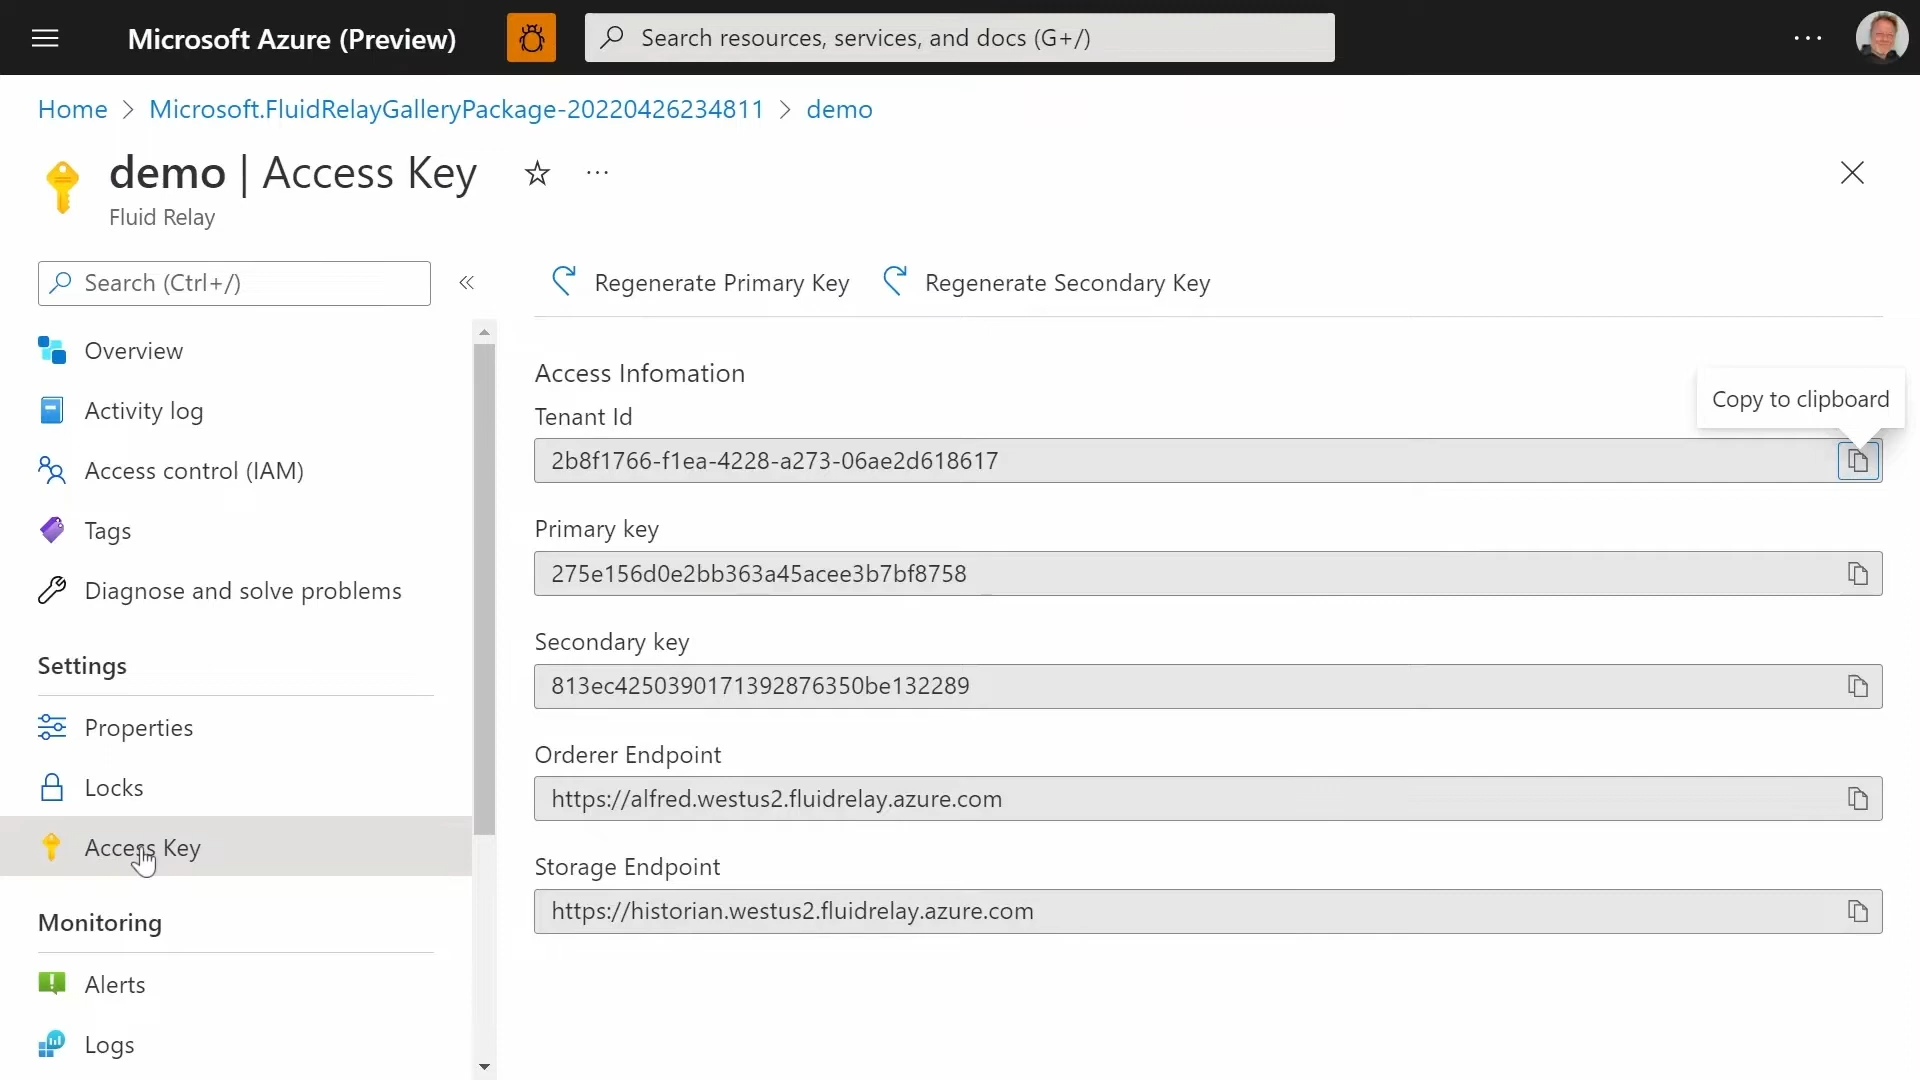 Microsoft Azure (Preview)
Search resources, services, and docs (G+/)
Home > Microsoft.FluidRelayGalleryPackage-20220426234811 > demo
demo | Access Key
Fluid Relay
Search (Ctrl+/)
Overview
Activity log
Access control (IAM)
Tags
Diagnose and solve problems
Settings
Properties
Locks
Access Key
Monitoring
Alerts
Logs
Regenerate Primary Key
Regenerate Secondary Key
Access Infomation
Copy to clipboard
Tenant Id
2b8f1766-f1ea-4228-a273-06ae2d618617
Primary key
275e156d0e2bb363a45acee3b7bf8758
Secondary key
813ec4250390171392876350be132289
Orderer Endpoint
https://alfred.westus2.fluidrelay.azure.com
Storage Endpoint
https://historian.westus2.fluidrelay.azure.com